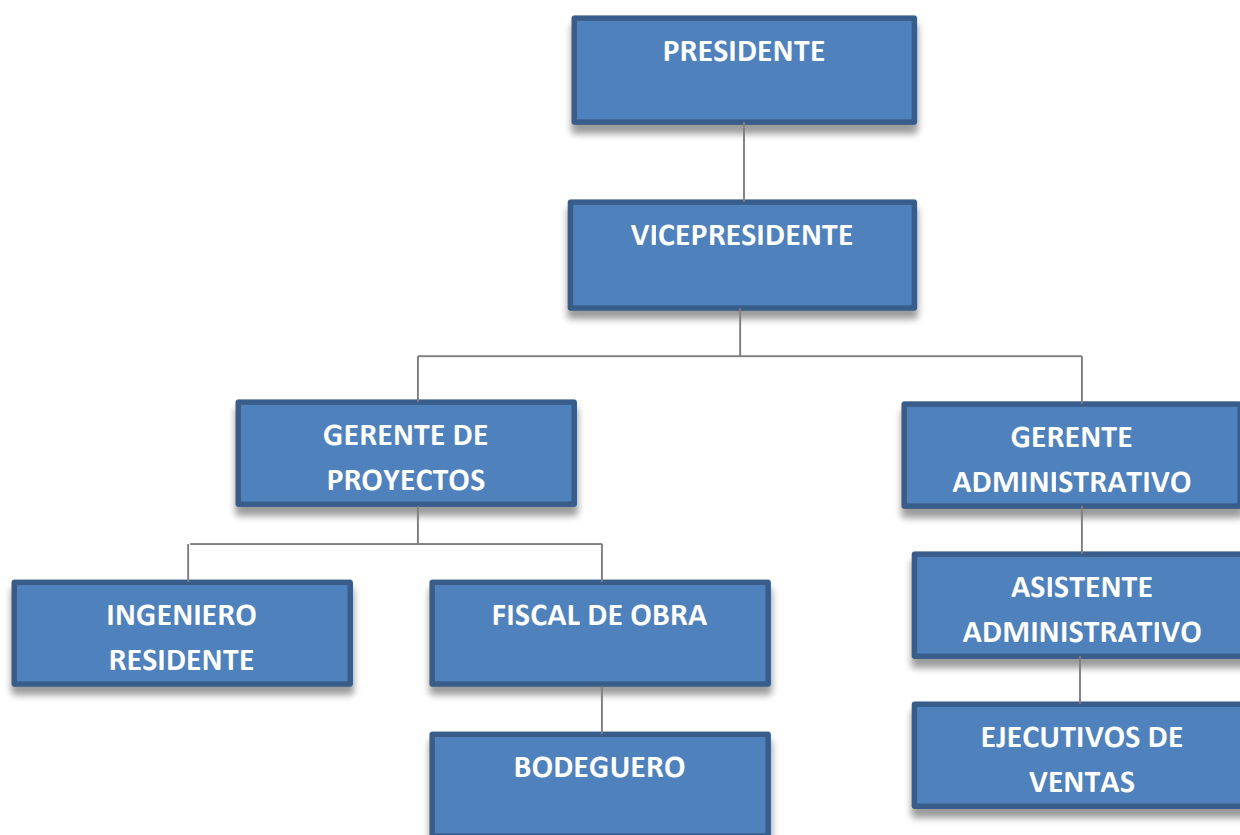 PRESIDENTE
VICEPRESIDENTE
GERENTE DE
PROYECTOS
GERENTE
ADMINISTRATIVO
INGENIERO
RESIDENTE
FISCAL DE OBRA
ASISTENTE
ADMINISTRATIVO
BODEGUERO
EJECUTIVOS DE
VENTAS